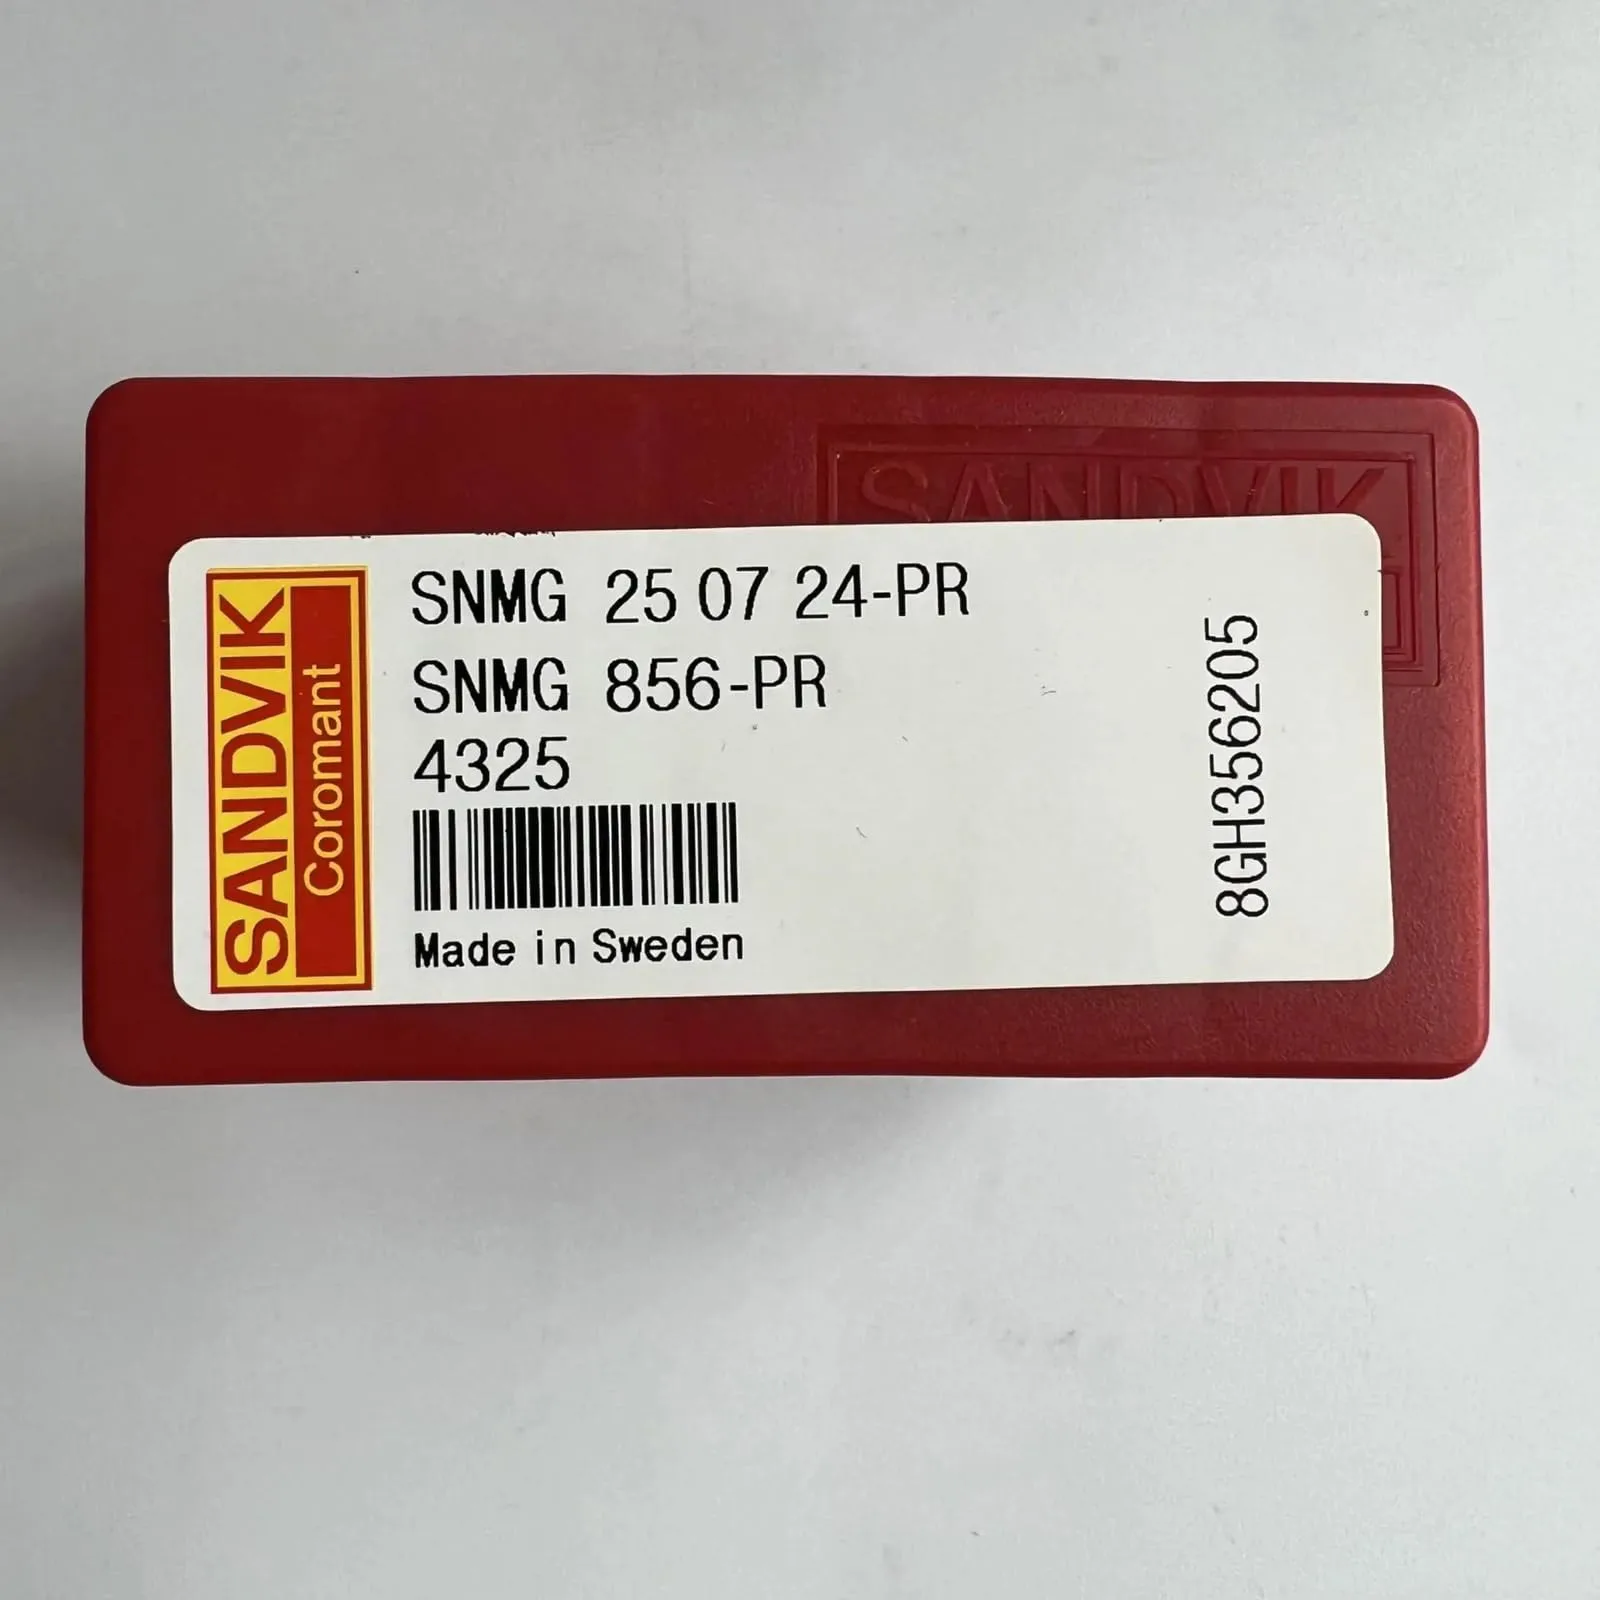 SANDVIK
SANDVIK
Coromant
SNMG 25 07 24-PR
SNMG 856-PR
4325
Made in Sweden
8GH356205